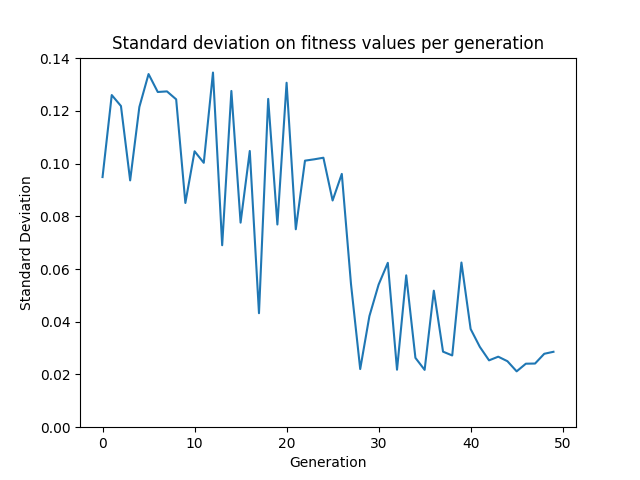 Standard deviation on fitness values per generation
0.14
0.12
0.10
0.08
0.06
0.04
0.02
0.00
Standard Deviation
0 10 20 30 40 50
Generation